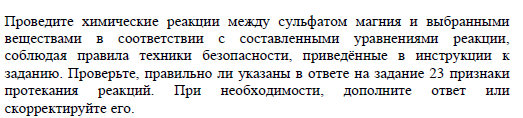 Проведите химические реакции между сульфатом магния и выбранными
веществами в соответствии с составленными уравнениями реакции,
соблюдая правила техники безопасности, приведённые в инструкции к
заданию. Проверьте, правильно ли указаны в ответе на задание 23 признаки
протекания реакций. При необходимости, дополните ответ или
скорректируйте его.